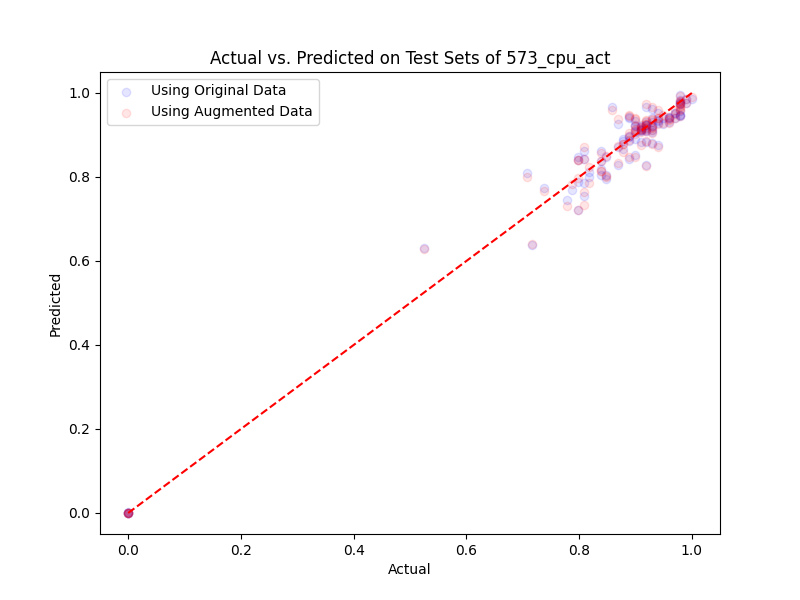 Actual vs. Predicted on Test Sets of 573_cpu_act
Using Original Data
Using Augmented Data
1.0
0.8
0.6
0.4
0.2
0.0
Predicted
0.0 0.2 0.4 0.6 0.8 1.0
Actual